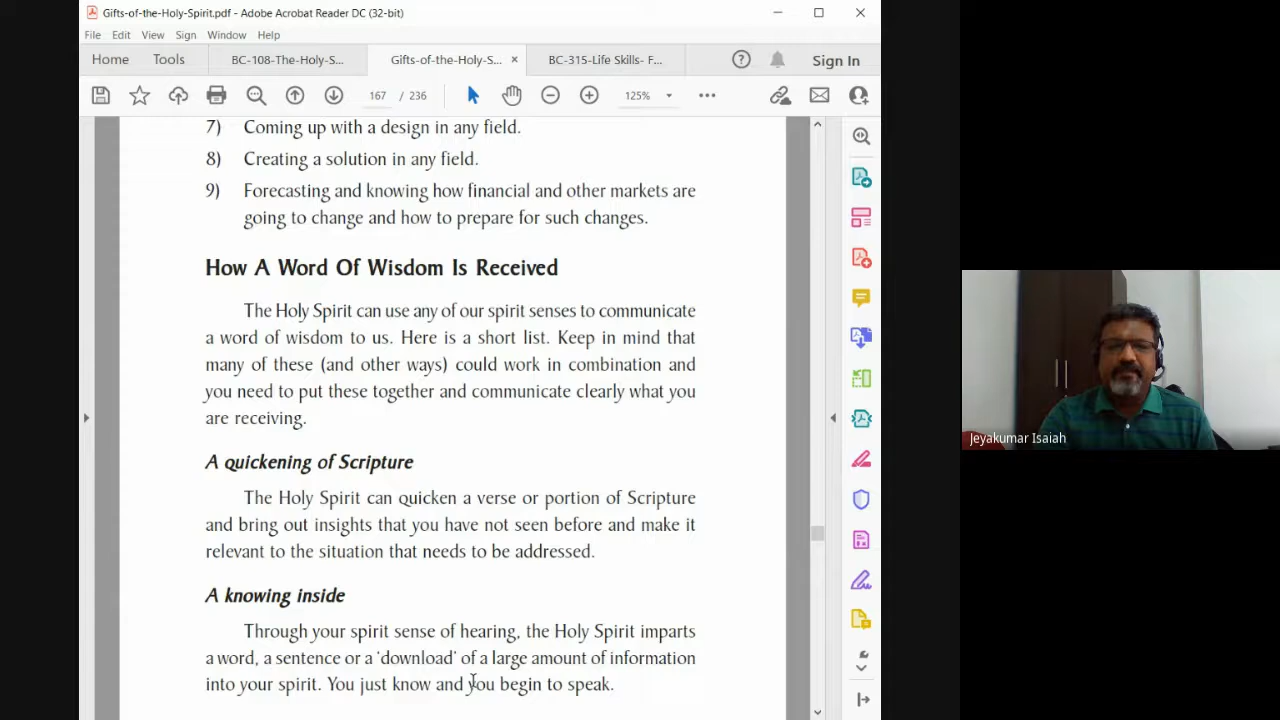 Gifts-of-the-Holy-Spirit.pdf - Adobe Acrobat Reader DC (32-bit)
File Edit View Sign Window Help
Home Tools BC-108-The-Holy-S... Gifts-of-the-Holy-S... × BC-315-Life Skills- F... Sign In
167 / 236 125%
7) Coming up with a design in any field.
8) Creating a solution in any field.
9) Forecasting and knowing how financial and other markets are
going to change and how to prepare for such changes.
How A Word Of Wisdom Is Received
The Holy Spirit can use any of our spirit senses to communicate
a word of wisdom to us. Here is a short list. Keep in mind that
many of these (and other ways) could work in combination and
you need to put these together and communicate clearly what you
are receiving.
A quickening of Scripture
The Holy Spirit can quicken a verse or portion of Scripture
and bring out insights that you have not seen before and make it
relevant to the situation that needs to be addressed.
A knowing inside
Through your spirit sense of hearing, the Holy Spirit imparts
a word, a sentence or a 'download' of a large amount of information
into your spirit. You just know and you begin to speak.
Jeyakumar Isaiah